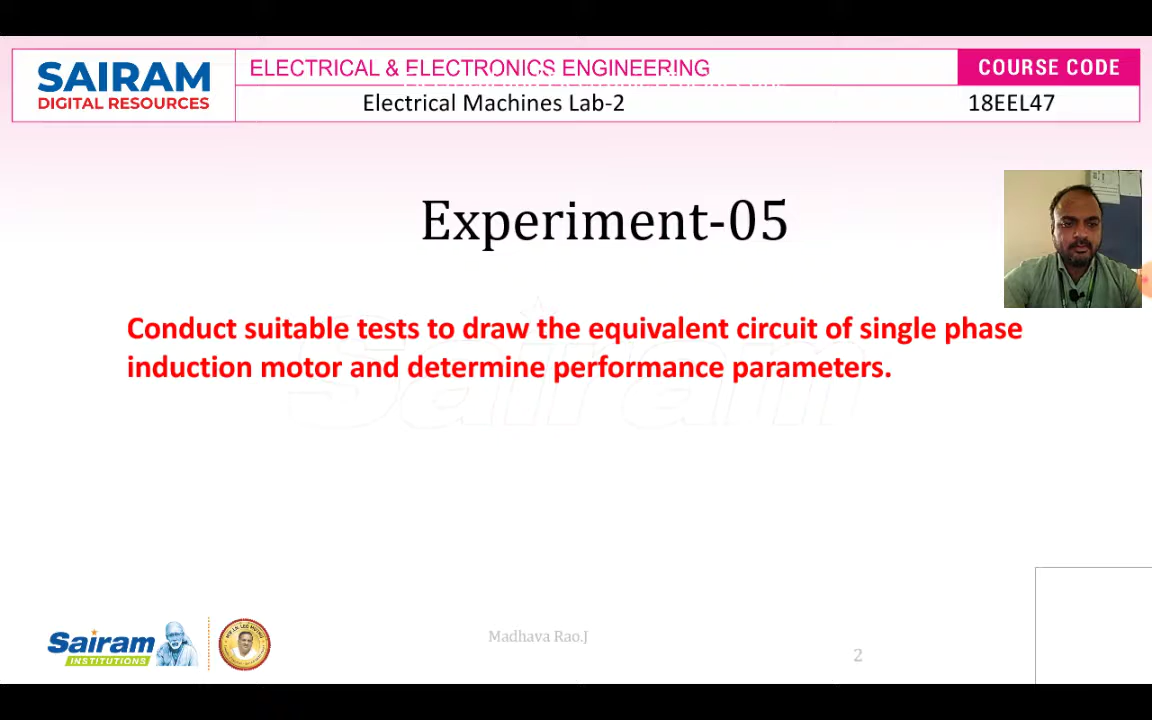 SAIRAM
DIGITAL RESOURCES
ELECTRICAL & ELECTRONICS ENGINEERING
COURSE CODE
Electrical Machines Lab-2
18EEL47
Experiment-05
Conduct suitable tests to draw the equivalent circuit of single phase
induction motor and determine performance parameters.
Sairam
Sairam
INSTITUTIONS
Madhava Rao.J
2